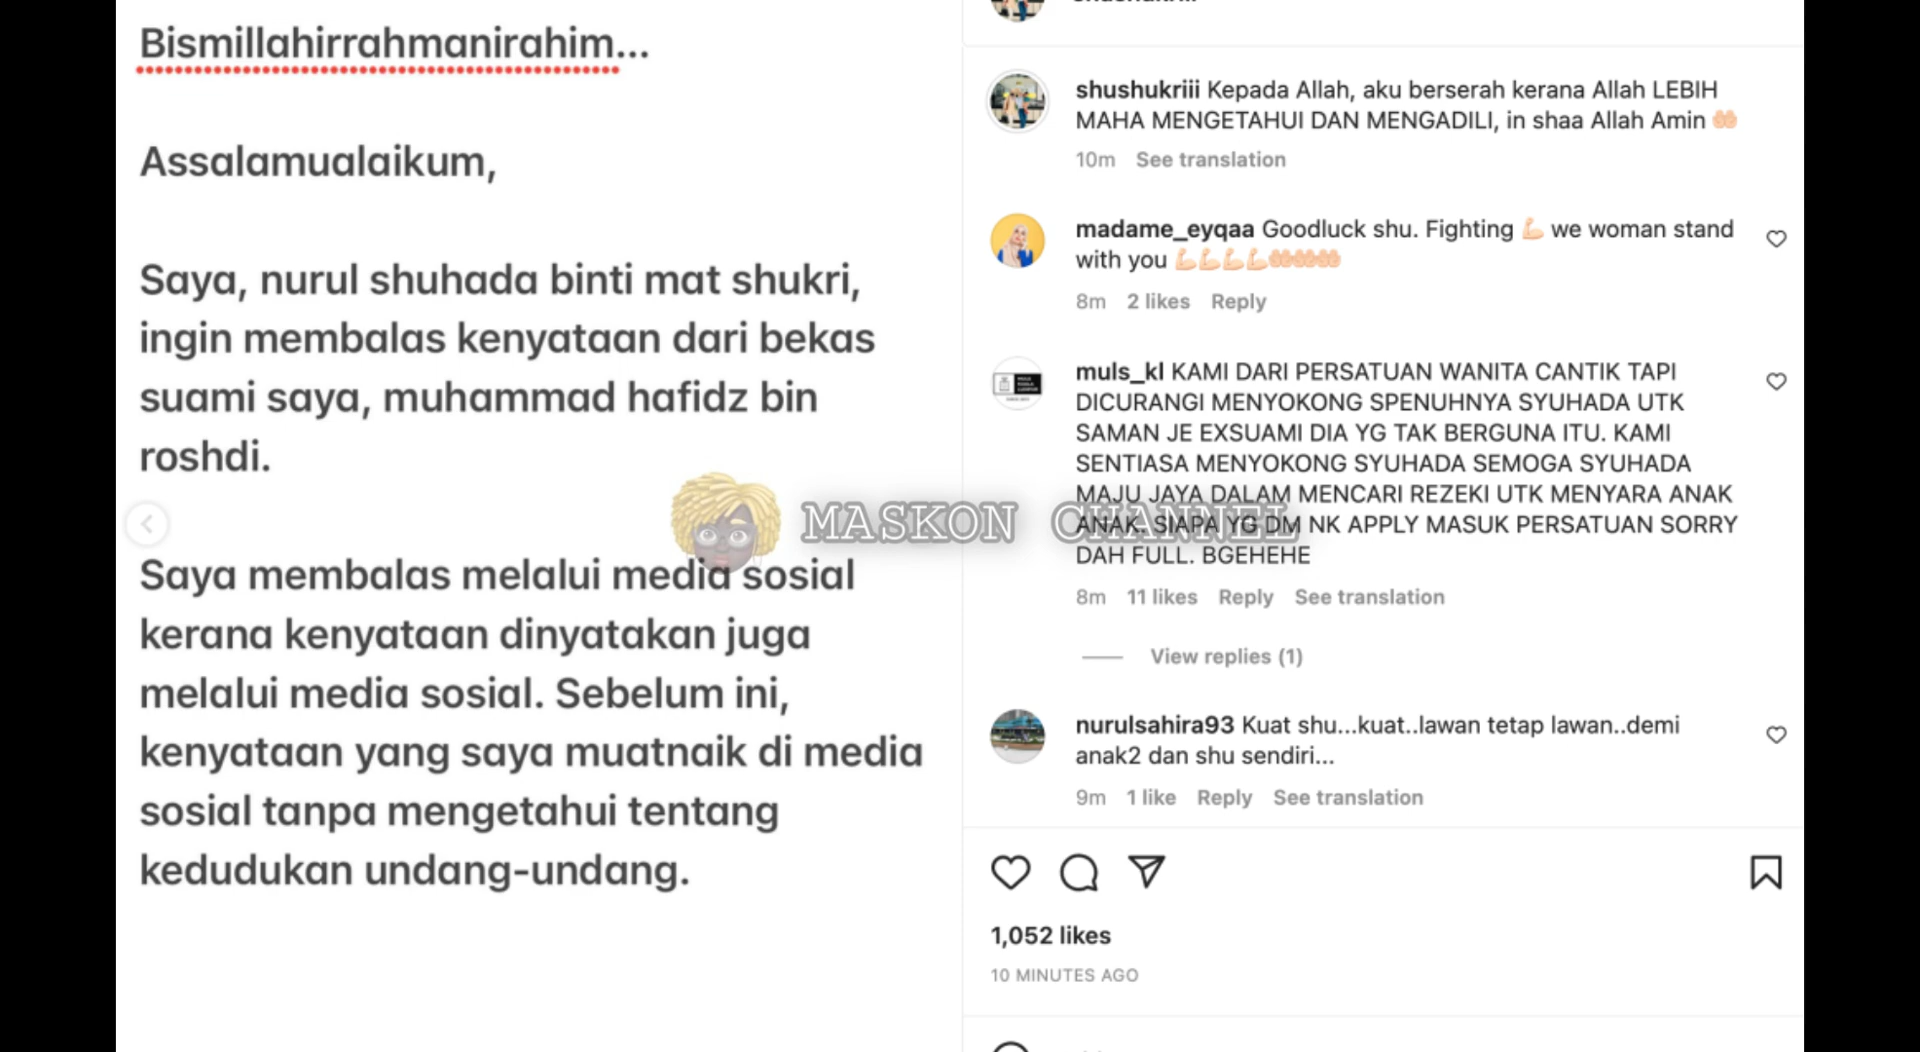 Bismillahirrahmanirahim...
Assalamualaikum,
Saya, nurul shuhada binti mat shukri,
ingin membalas kenyataan dari bekas
suami saya, muhammad hafidz bin
roshdi.
Saya membalas melalui media sosial
kerana kenyataan dinyatakan juga
melalui media sosial. Sebelum ini,
kenyataan yang saya muatnaik di media
sosial tanpa mengetahui tentang
kedudukan undang-undang.
MASKON CHANNEL
shushukriii Kepada Allah, aku berserah kerana Allah LEBIH
MAHA MENGETAHUI DAN MENGADILI, in shaa Allah Amin 🤲🏻
10m See translation
madame_eyqaa Goodluck shu. Fighting 💪🏻 we woman stand
with you 💪🏻💪🏻💪🏻💪🏻🤲🏻🤲🏻🤲🏻
8m 2 likes Reply
muls_kl KAMI DARI PERSATUAN WANITA CANTIK TAPI
DICURANGI MENYOKONG SPENUHNYA SYUHADA UTK
SAMAN JE EXSUAMI DIA YG TAK BERGUNA ITU. KAMI
SENTIASA MENYOKONG SYUHADA SEMOGA SYUHADA
MAJU JAYA DALAM MENCARI REZEKI UTK MENYARA ANAK
ANAK. SIAPA YG DM NK APPLY MASUK PERSATUAN SORRY
DAH FULL. BGEHEHE
8m 11 likes Reply See translation
View replies (1)
nurulsahira93 Kuat shu...kuat..lawan tetap lawan..demi
anak2 dan shu sendiri...
9m 1 like Reply See translation
1,052 likes
10 MINUTES AGO